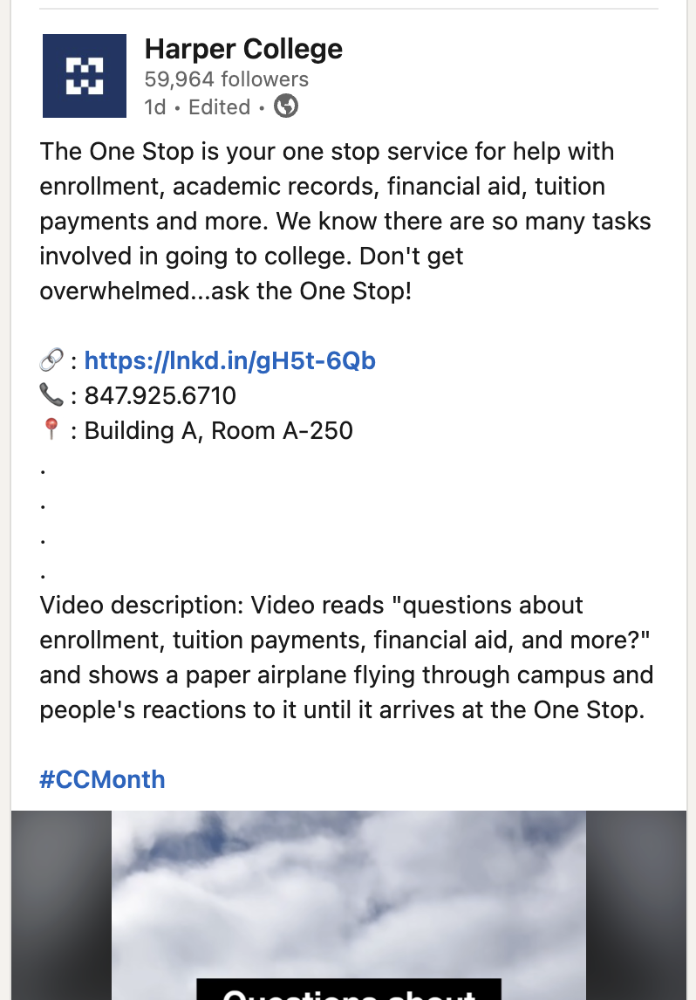 Harper College
59,964 followers
1d • Edited •
The One Stop is your one stop service for help with
enrollment, academic records, financial aid, tuition
payments and more. We know there are so many tasks
involved in going to college. Don't get
overwhelmed...ask the One Stop!
🔗 : https://lnkd.in/gH5t-6Qb
📞 : 847.925.6710
📍 : Building A, Room A-250
.
.
.
.
Video description: Video reads "questions about
enrollment, tuition payments, financial aid, and more?"
and shows a paper airplane flying through campus and
people's reactions to it until it arrives at the One Stop.
#CCMonth
Questions about